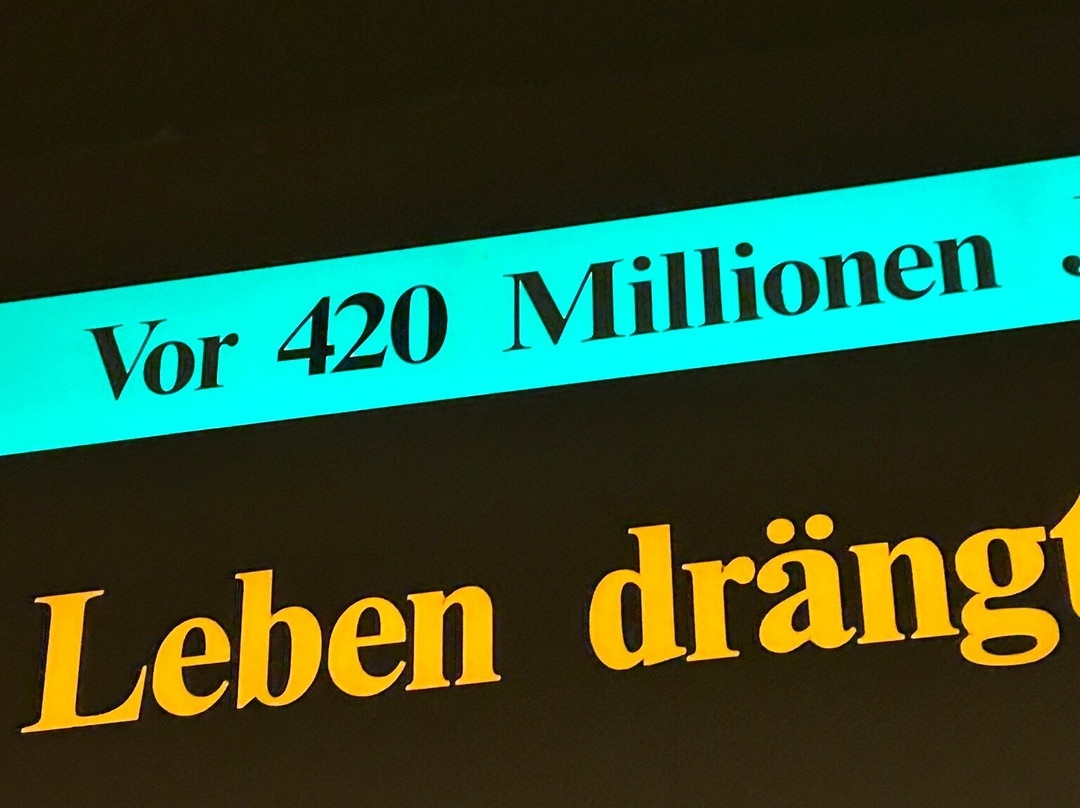 Vor 420 Millionen J
Leben drängt